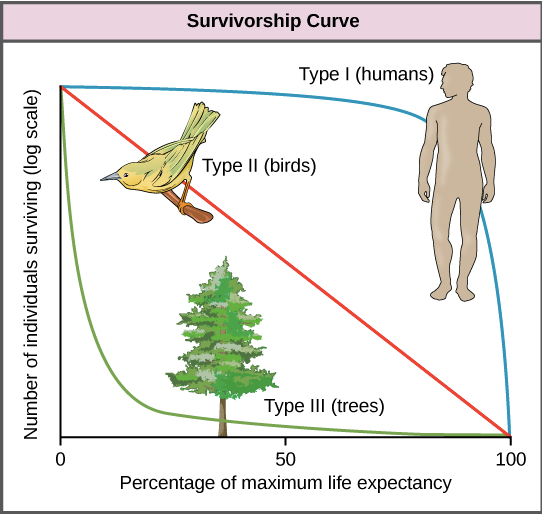 Survivorship Curve
Type I (humans)
Type II (birds)
Type III (trees)
Number of individuals surviving (log scale)
0
50
100
Percentage of maximum life expectancy